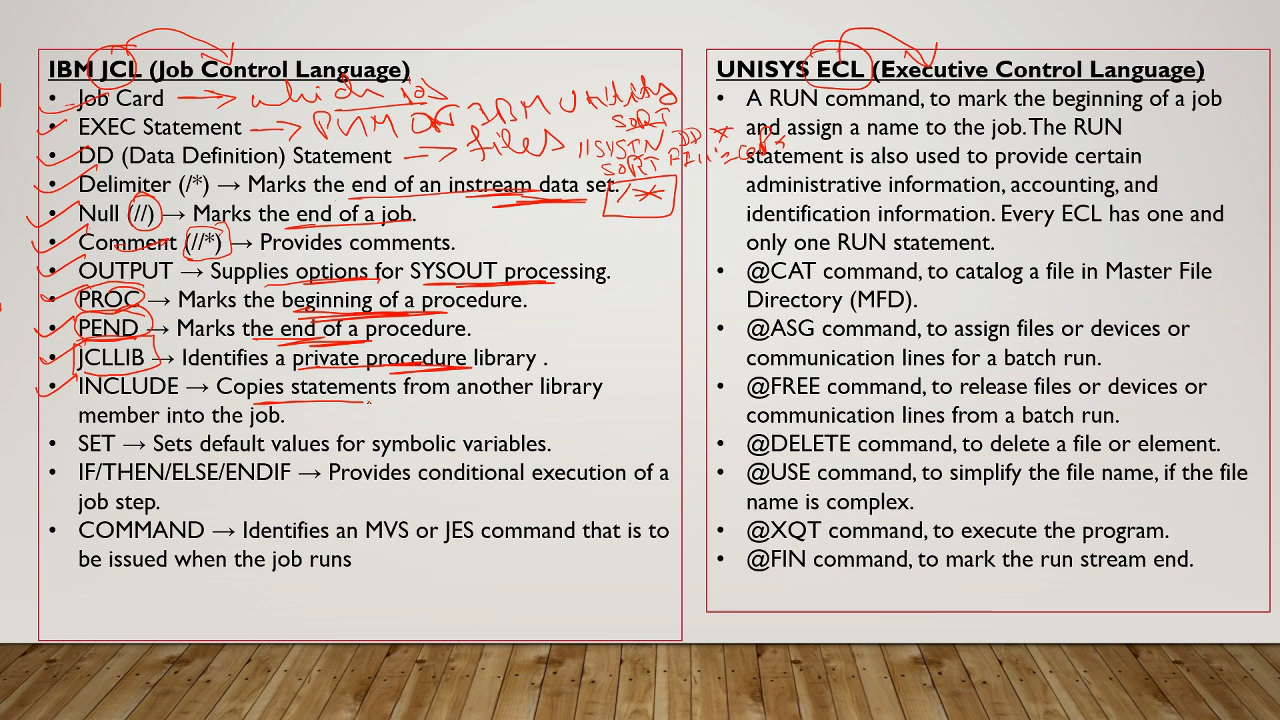 IBM JCL (Job Control Language)
• Job Card → which job
• EXEC Statement → PGM OR IBM Utility
SORT
• DD (Data Definition) Statement → files
//SYSIN DD *
SORT
• Delimiter (/*) → Marks the end of an instream data set.
/*
• Null (//) → Marks the end of a job.
• Comment (//*) → Provides comments.
• OUTPUT → Supplies options for SYSOUT processing.
• PROC → Marks the beginning of a procedure.
• PEND → Marks the end of a procedure.
• JCLLIB → Identifies a private procedure library .
• INCLUDE → Copies statements from another library
member into the job.
• SET → Sets default values for symbolic variables.
• IF/THEN/ELSE/ENDIF → Provides conditional execution of a
job step.
• COMMAND → Identifies an MVS or JES command that is to
be issued when the job runs
UNISYS ECL (Executive Control Language)
• A RUN command, to mark the beginning of a job
and assign a name to the job. The RUN
statement is also used to provide certain
administrative information, accounting, and
identification information. Every ECL has one and
only one RUN statement.
• @CAT command, to catalog a file in Master File
Directory (MFD).
• @ASG command, to assign files or devices or
communication lines for a batch run.
• @FREE command, to release files or devices or
communication lines from a batch run.
• @DELETE command, to delete a file or element.
• @USE command, to simplify the file name, if the file
name is complex.
• @XQT command, to execute the program.
• @FIN command, to mark the run stream end.